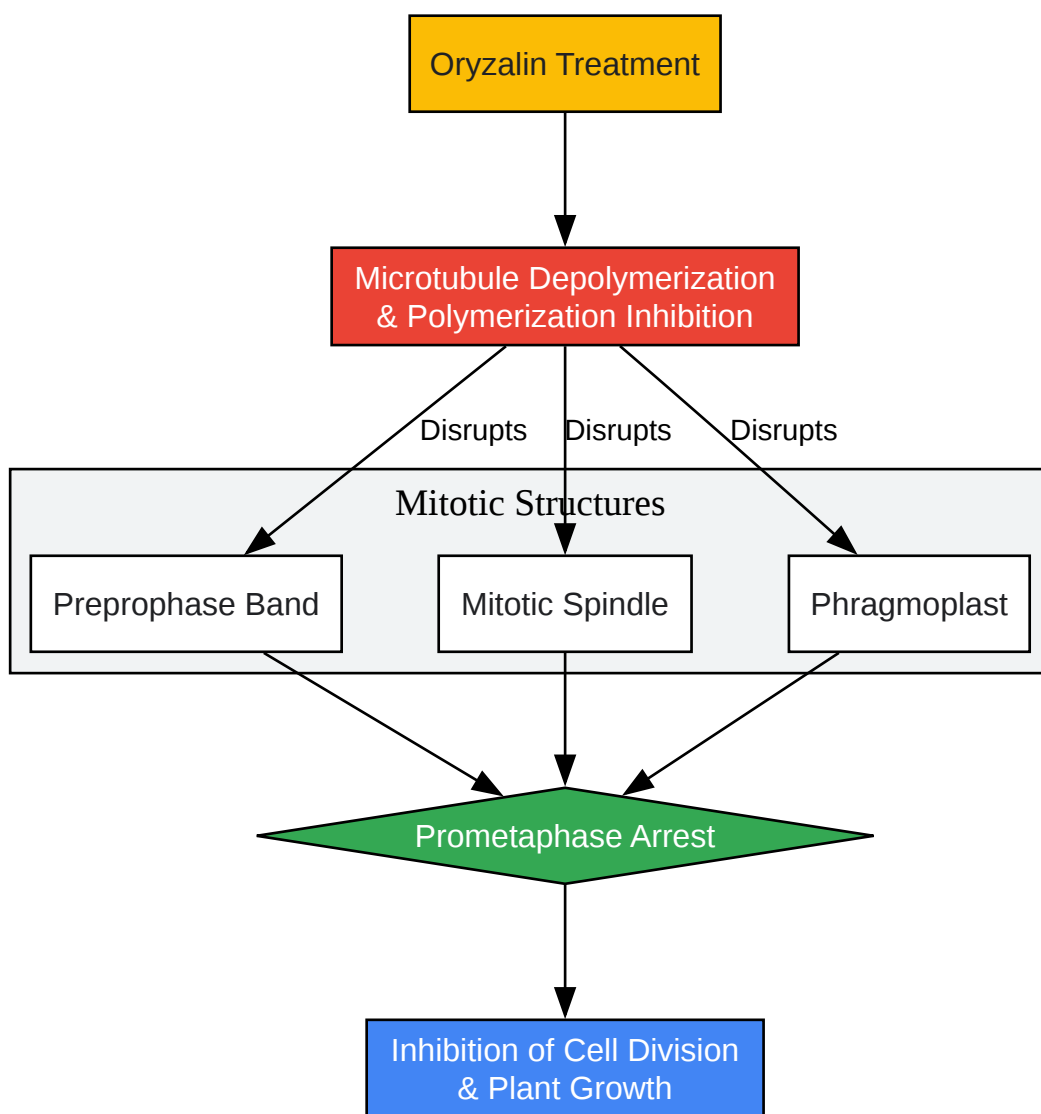 Oryzalin Treatment
Microtubule Depolymerization
& Polymerization Inhibition
Disrupts
Disrupts
Disrupts
Mitotic Structures
Preprophase Band
Mitotic Spindle
Phragmoplast
Prometaphase Arrest
Inhibition of Cell Division
& Plant Growth